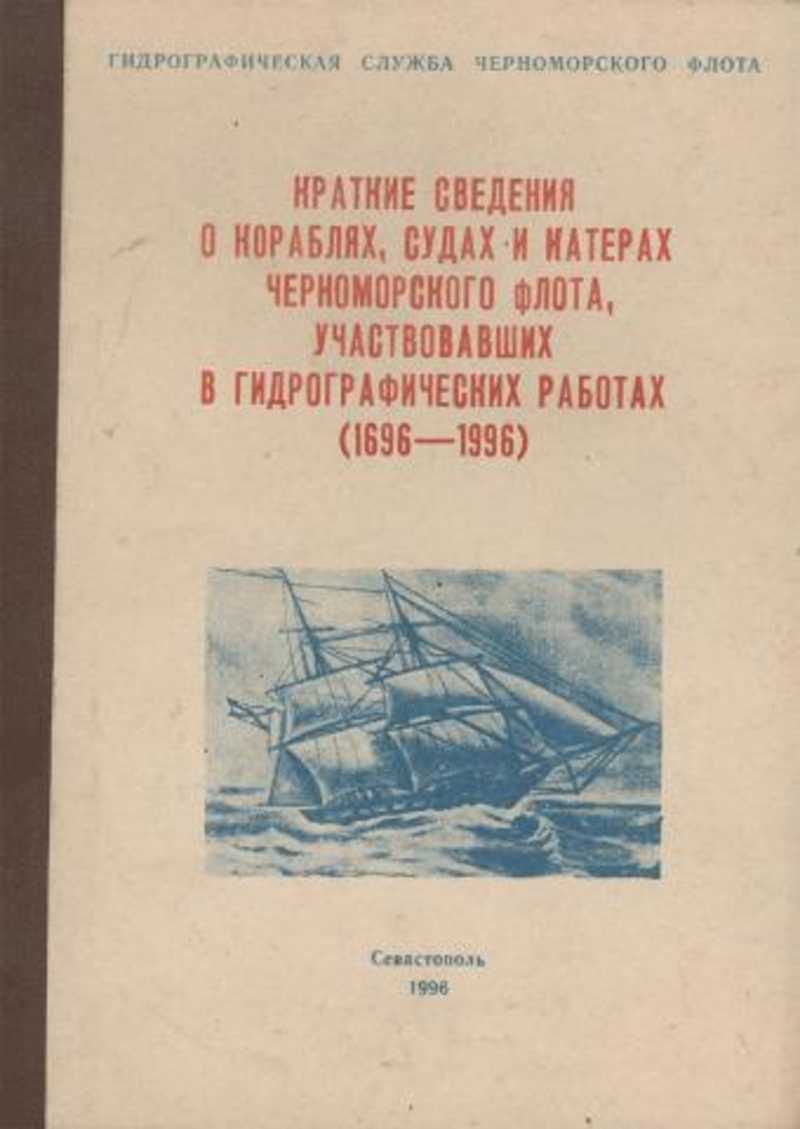 ГИДРОГРАФИЧЕСКАЯ СЛУЖБА ЧЕРНОМОРСКОГО ФЛОТА
КРАТКИЕ СВЕДЕНИЯ
О КОРАБЛЯХ, СУДАХ И КАТЕРАХ
ЧЕРНОМОРСКОГО ФЛОТА,
УЧАСТВОВАВШИХ
В ГИДРОГРАФИЧЕСКИХ РАБОТАХ
(1696—1996)
Севастополь
1996